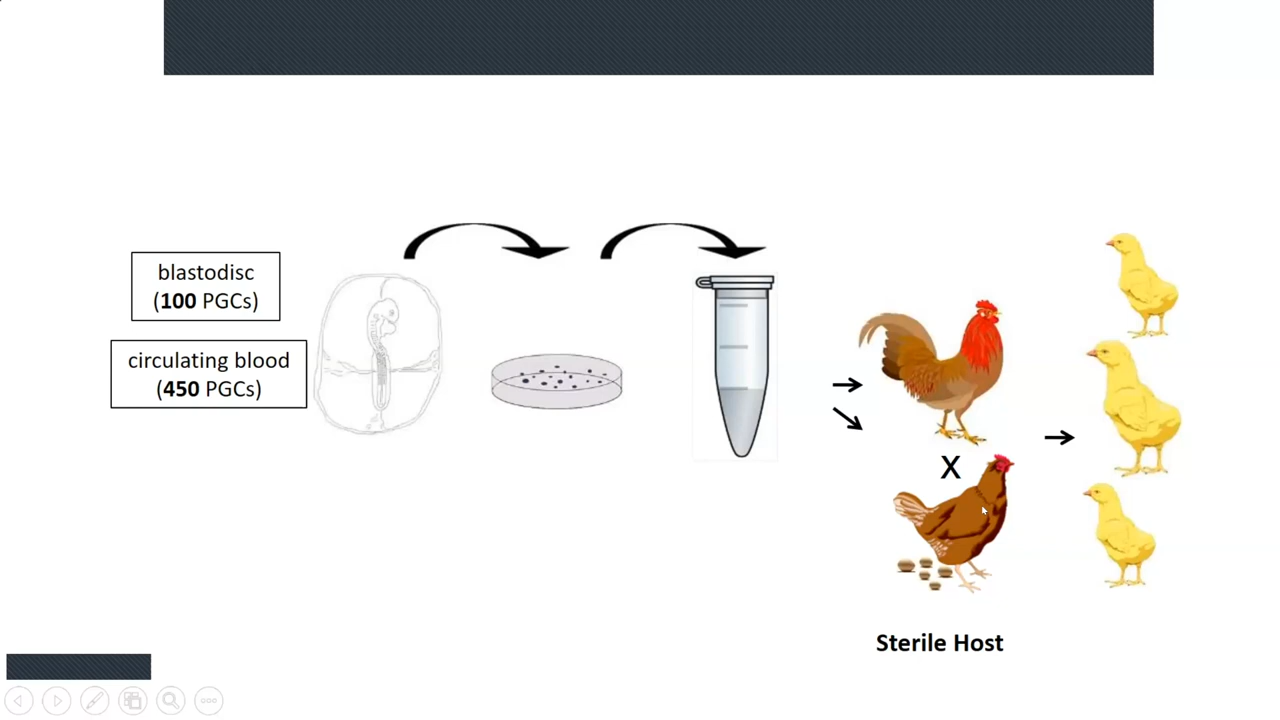 blastodisc
(100 PGCs)
circulating blood
(450 PGCs)
X
Sterile Host